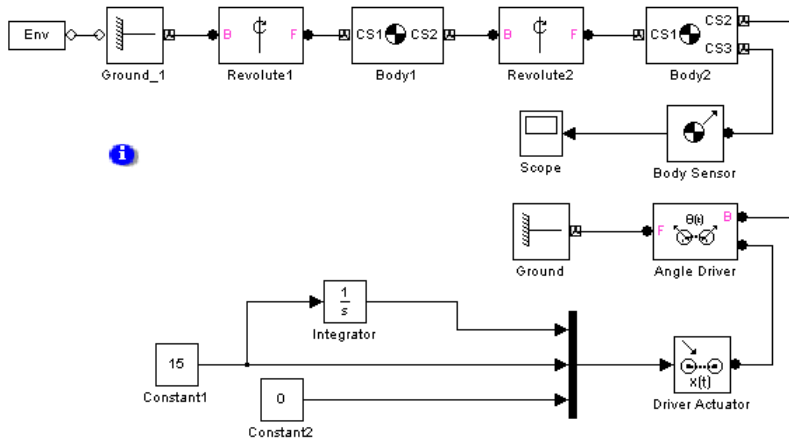 Env
Ground_1
B F
Revolute1
CS1 CS2
Body1
B F
Revolute2
CS1 CS2
CS3
Body2
i
Scope
Body Sensor
Ground
F θ(t) B
Angle Driver
1
s
Integrator
15
Constant1
0
Constant2
x(t)
Driver Actuator